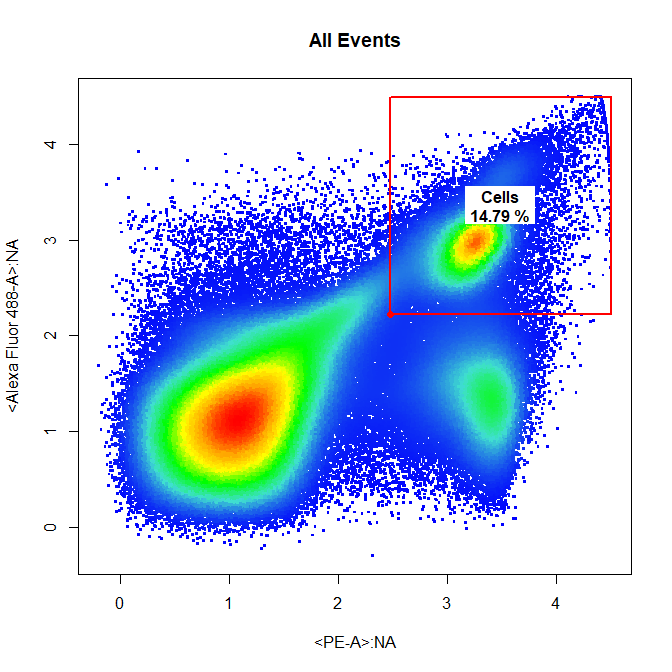 All Events
Cells
14.79 %
<Alexa Fluor 488-A>:NA
4
3
2
1
0
0 1 2 3 4
<PE-A>:NA